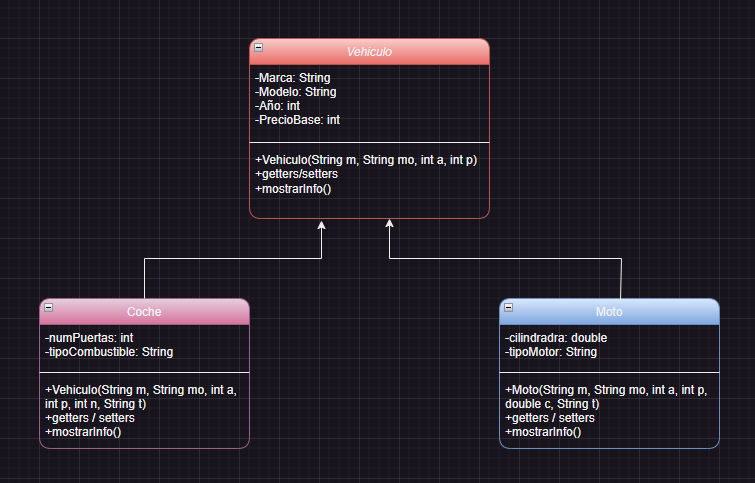 Vehiculo
-Marca: String
-Modelo: String
-Año: int
-PrecioBase: int
+Vehiculo(String m, String mo, int a, int p)
+getters/setters
+mostrarInfo()
Coche
-numPuertas: int
-tipoCombustible: String
+Vehiculo(String m, String mo, int a,
int p, int n, String t)
+getters / setters
+mostrarInfo()
Moto
-cilindradra: double
-tipoMotor: String
+Moto(String m, String mo, int a, int p,
double c, String t)
+getters / setters
+mostrarInfo()